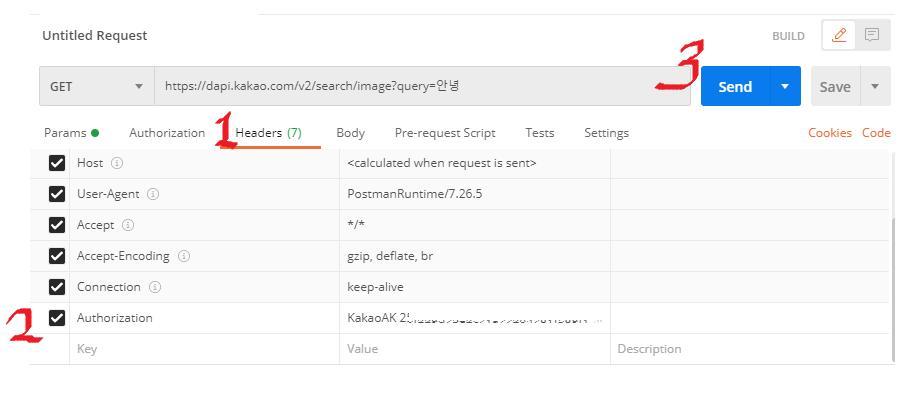 Untitled Request
BUILD
3
GET
https://dapi.kakao.com/v2/search/image?query=안녕
Send
Save
Params
Authorization
1
Headers (7)
Body
Pre-request Script
Tests
Settings
Cookies
Code
Host
<calculated when request is sent>
User-Agent
PostmanRuntime/7.26.5
Accept
*/*
Accept-Encoding
gzip, deflate, br
Connection
keep-alive
2
Authorization
KakaoAK
Key
Value
Description